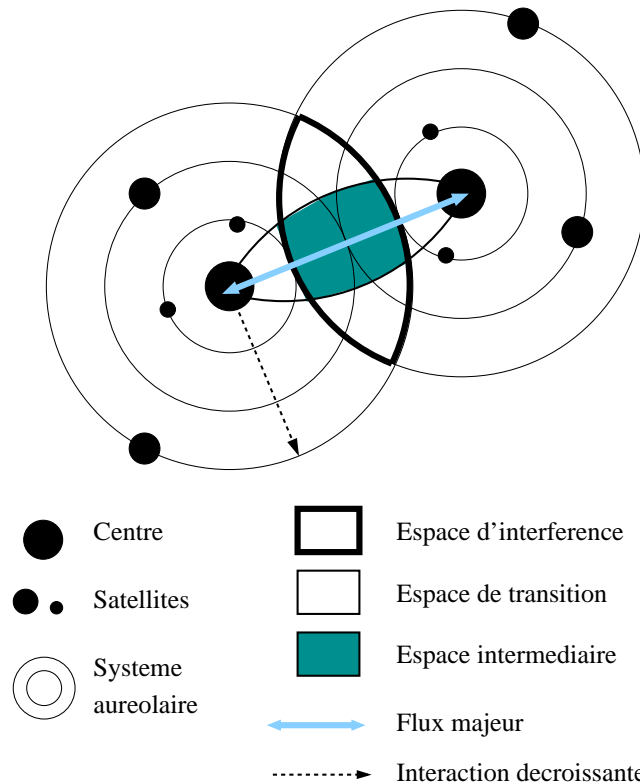 Centre
Satellites
Systeme
aureolaire
Espace d'interference
Espace de transition
Espace intermediaire
Flux majeur
Interaction decroissante